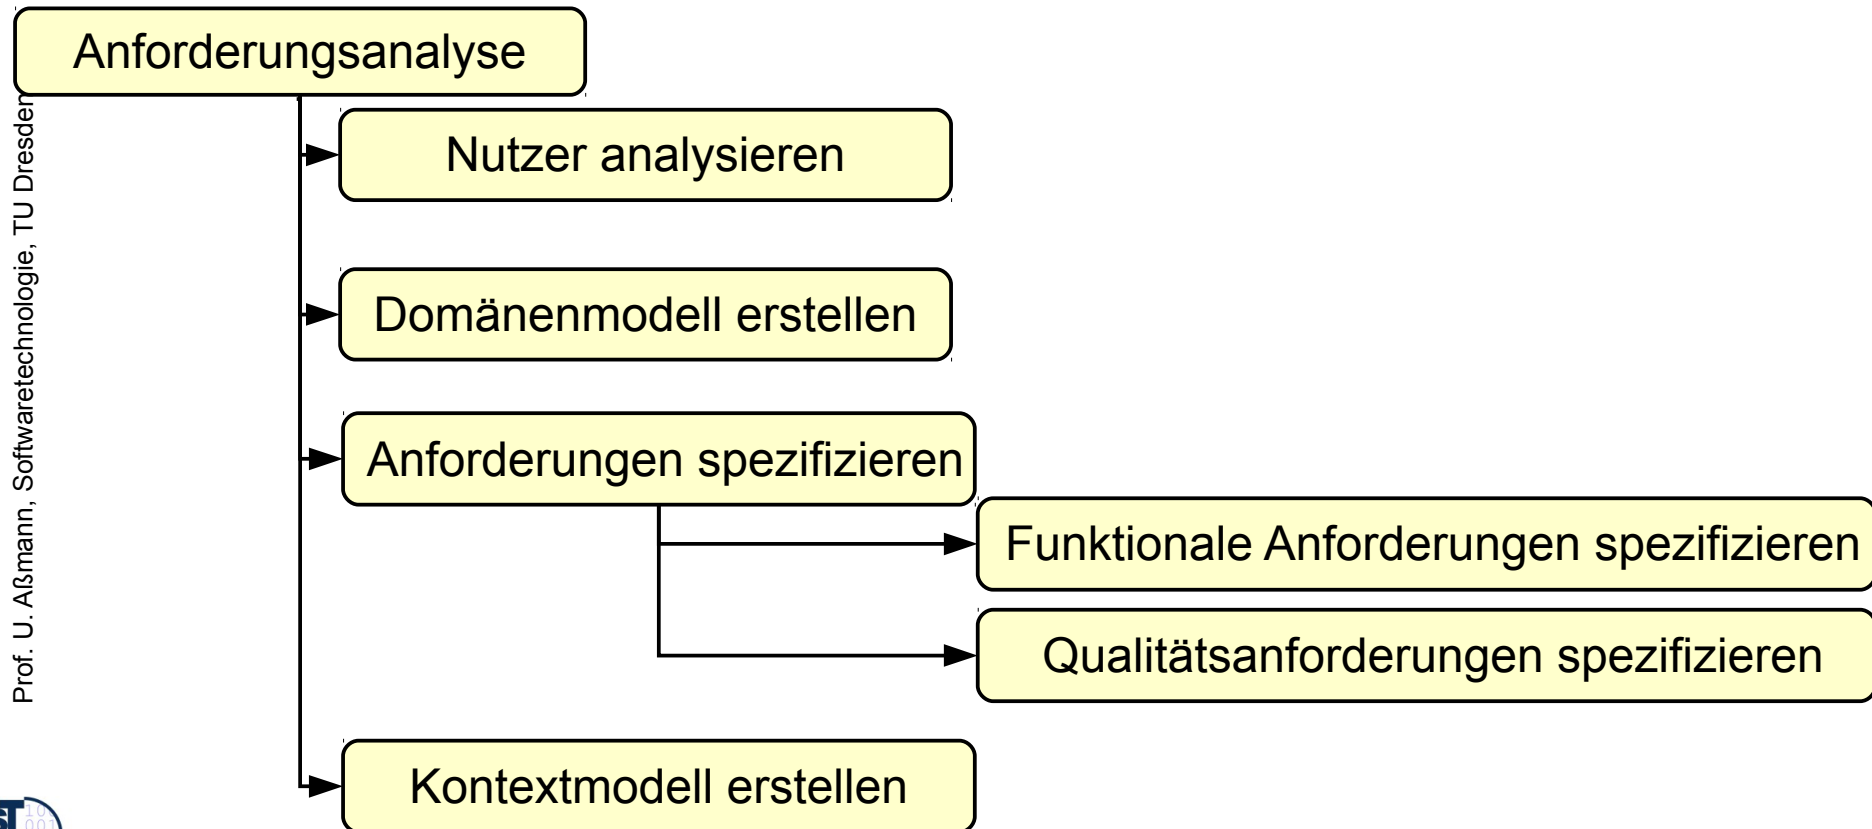 Anforderungsanalyse
Nutzer analysieren
Domänenmodell erstellen
Anforderungen spezifizieren
Funktionale Anforderungen spezifizieren
Qualitätsanforderungen spezifizieren
Kontextmodell erstellen
Prof. U. Aßmann, Softwaretechnologie, TU Dresden